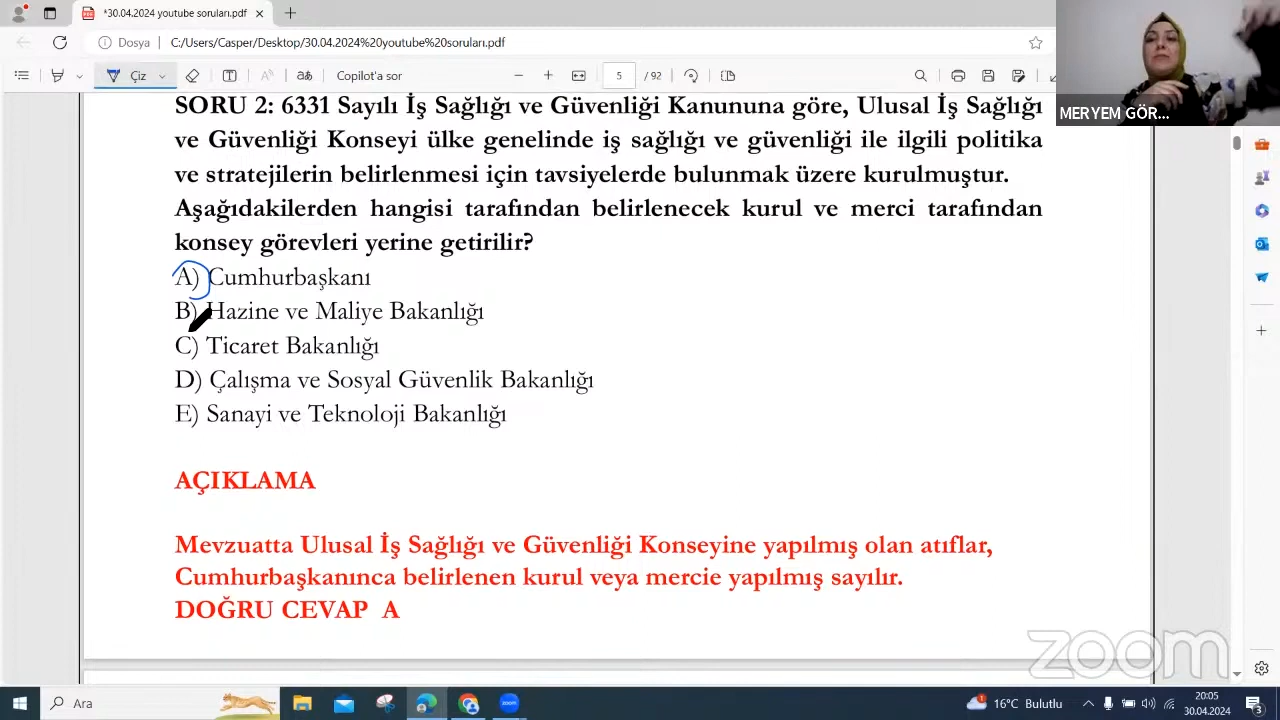 *30.04.2024 youtube soruları.pdf
Dosya
C:/Users/Casper/Desktop/30.04.2024%20youtube%20soruları.pdf
Çiz
Copilot'a sor
5 /92
MERYEM GÖR...
SORU 2: 6331 Sayılı İş Sağlığı ve Güvenliği Kanununa göre, Ulusal İş Sağlığı
ve Güvenliği Konseyi ülke genelinde iş sağlığı ve güvenliği ile ilgili politika
ve stratejilerin belirlenmesi için tavsiyelerde bulunmak üzere kurulmuştur.
Aşağıdakilerden hangisi tarafından belirlenecek kurul ve merci tarafından
konsey görevleri yerine getirilir?
A) Cumhurbaşkanı
B) Hazine ve Maliye Bakanlığı
C) Ticaret Bakanlığı
D) Çalışma ve Sosyal Güvenlik Bakanlığı
E) Sanayi ve Teknoloji Bakanlığı
AÇIKLAMA
Mevzuatta Ulusal İş Sağlığı ve Güvenliği Konseyine yapılmış olan atıflar,
Cumhurbaşkanınca belirlenen kurul veya mercie yapılmış sayılır.
DOĞRU CEVAP A
zoom
Ara
zoom
1
16°C Bulutlu
20:05
30.04.2024
3